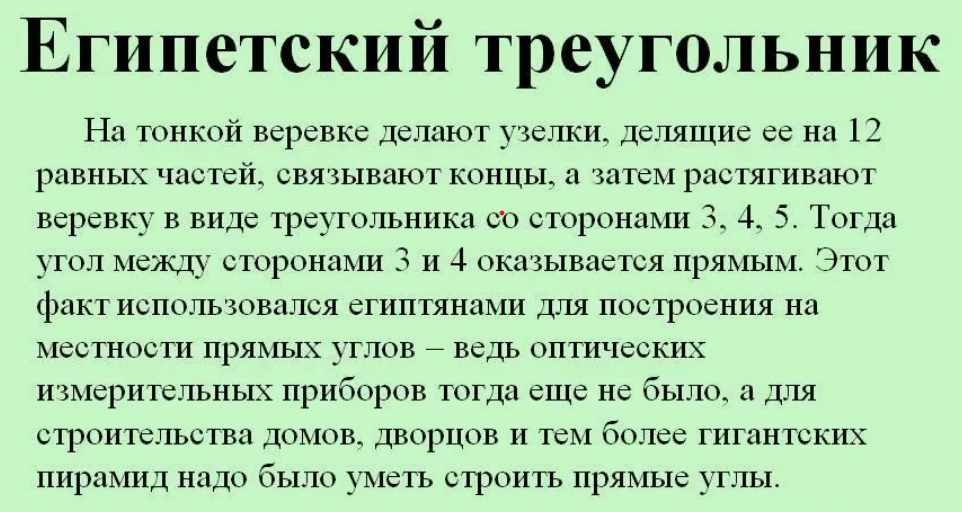 Египетский треугольник
На тонкой веревке делают узелки, делящие ее на 12
равных частей, связывают концы, а затем растягивают
веревку в виде треугольника со сторонами 3, 4, 5. Тогда
угол между сторонами 3 и 4 оказывается прямым. Этот
факт использовался египтянами для построения на
местности прямых углов – ведь оптических
измерительных приборов тогда еще не было, а для
строительства домов, дворцов и тем более гигантских
пирамид надо было уметь строить прямые углы.